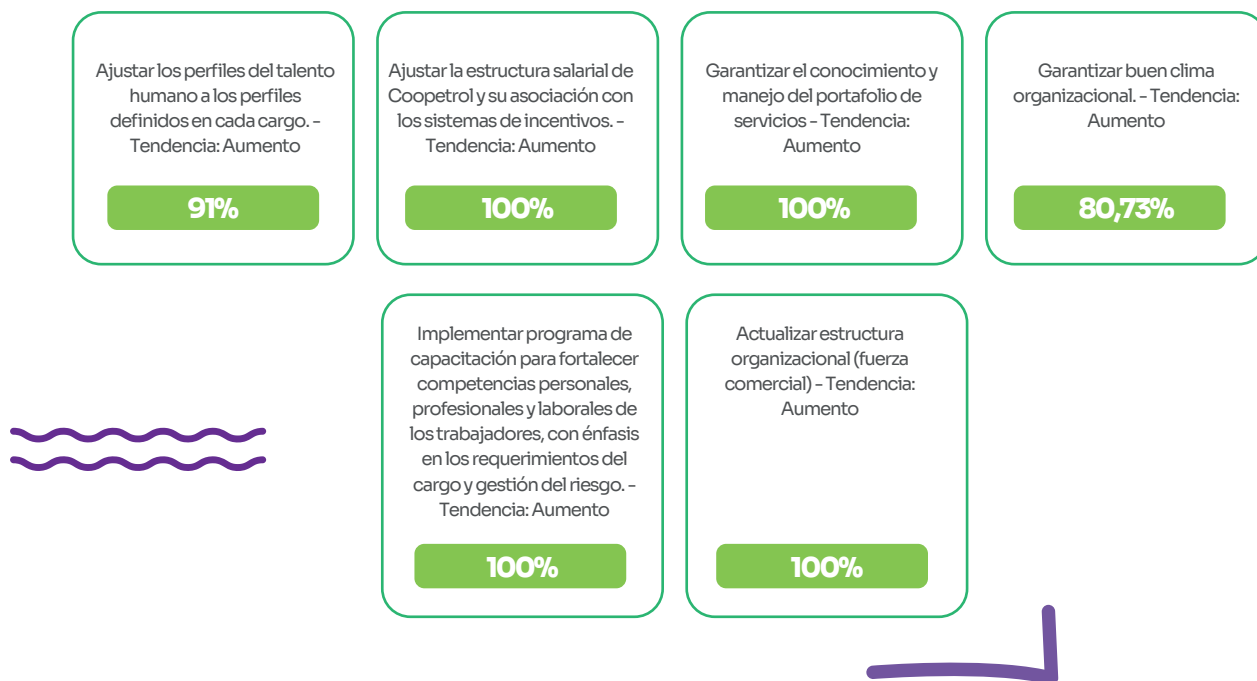 Ajustar los perfiles del talento
humano a los perfiles
definidos en cada cargo. -
Tendencia: Aumento
91%
Ajustar la estructura salarial de
Coopetrol y su asociación con
los sistemas de incentivos. -
Tendencia: Aumento
100%
Garantizar el conocimiento y
manejo del portafolio de
servicios - Tendencia:
Aumento
100%
Garantizar buen clima
organizacional. - Tendencia:
Aumento
80,73%
Implementar programa de
capacitación para fortalecer
competencias personales,
profesionales y laborales de
los trabajadores, con énfasis
en los requerimientos del
cargo y gestión del riesgo. -
Tendencia: Aumento
100%
Actualizar estructura
organizacional (fuerza
comercial) - Tendencia:
Aumento
100%